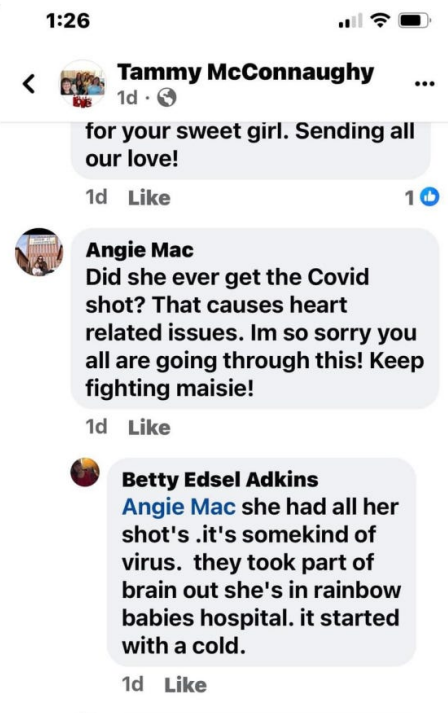 1:26
Tammy McConnaughy
1d ·
for your sweet girl. Sending all
our love!
1d Like
1
Angie Mac
Did she ever get the Covid
shot? That causes heart
related issues. Im so sorry you
all are going through this! Keep
fighting maisie!
1d Like
Betty Edsel Adkins
Angie Mac she had all her
shot's .it's somekind of
virus. they took part of
brain out she's in rainbow
babies hospital. it started
with a cold.
1d Like